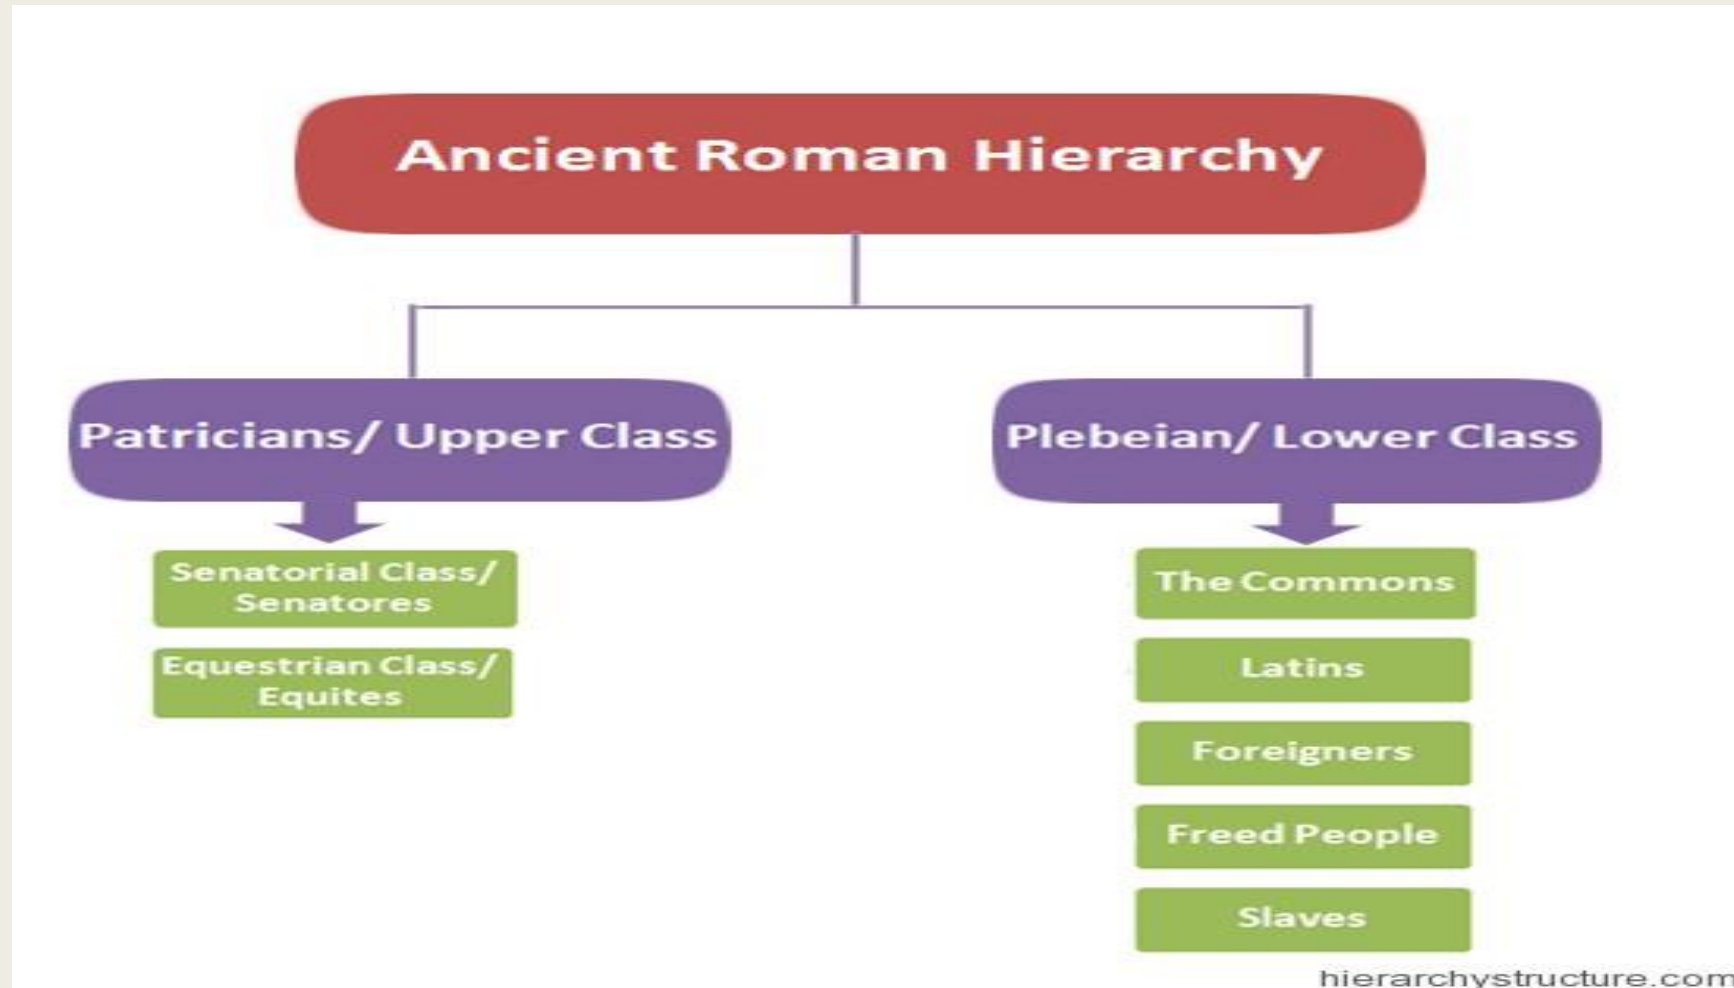 Ancient Roman Hierarchy
Patricians/ Upper Class
Senatorial Class/
Senatores
Equestrian Class/
Equites
Plebeian/ Lower Class
The Commons
Latins
Foreigners
Freed People
Slaves
hierarchystructure.com